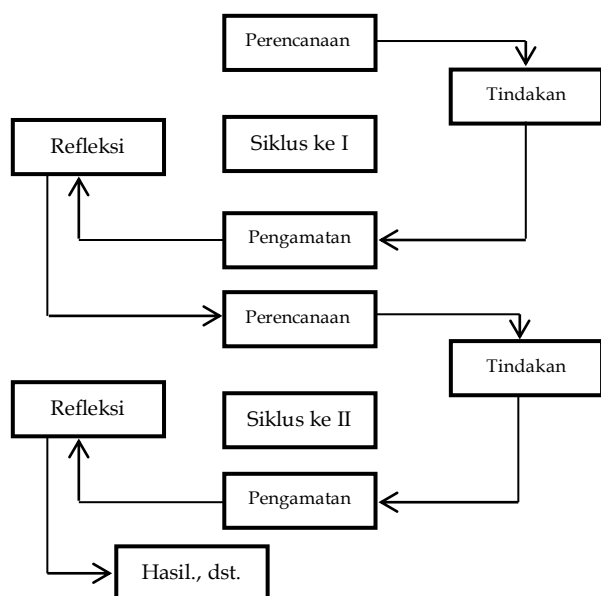 Perencanaan
Tindakan
Refleksi
Siklus ke I
Pengamatan
Perencanaan
Tindakan
Refleksi
Siklus ke II
Pengamatan
Hasil., dst.